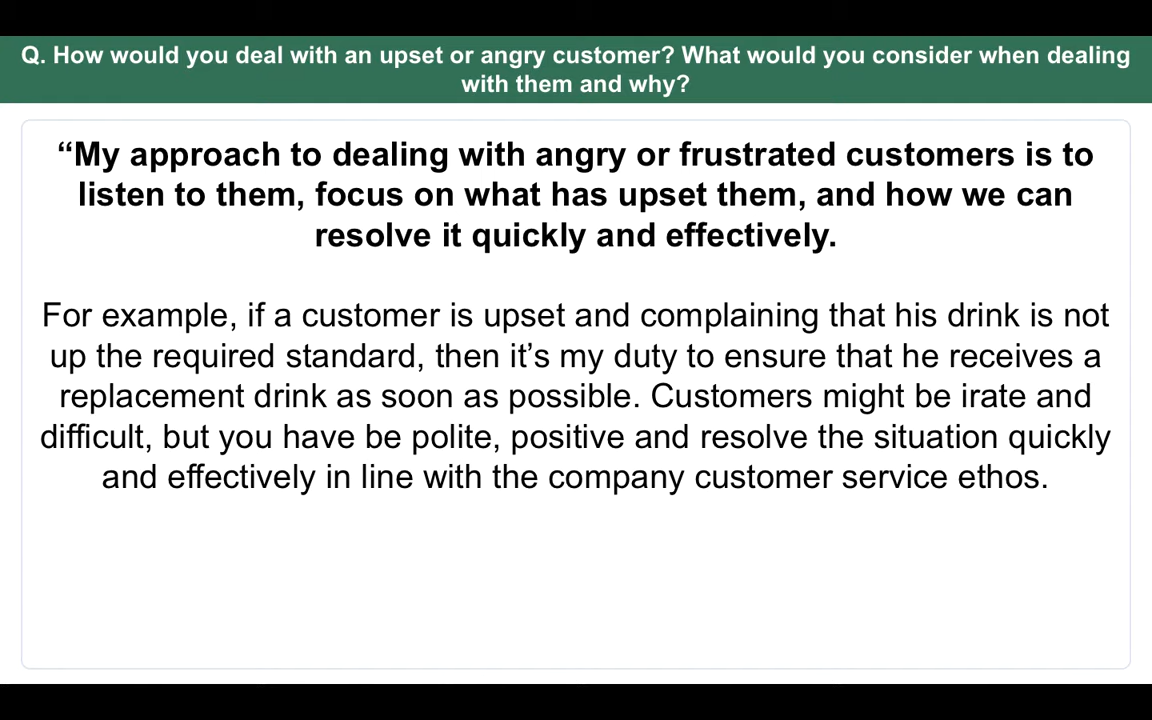 Q. How would you deal with an upset or angry customer? What would you consider when dealing
with them and why?
“My approach to dealing with angry or frustrated customers is to
listen to them, focus on what has upset them, and how we can
resolve it quickly and effectively.
For example, if a customer is upset and complaining that his drink is not
up the required standard, then it’s my duty to ensure that he receives a
replacement drink as soon as possible. Customers might be irate and
difficult, but you have be polite, positive and resolve the situation quickly
and effectively in line with the company customer service ethos.